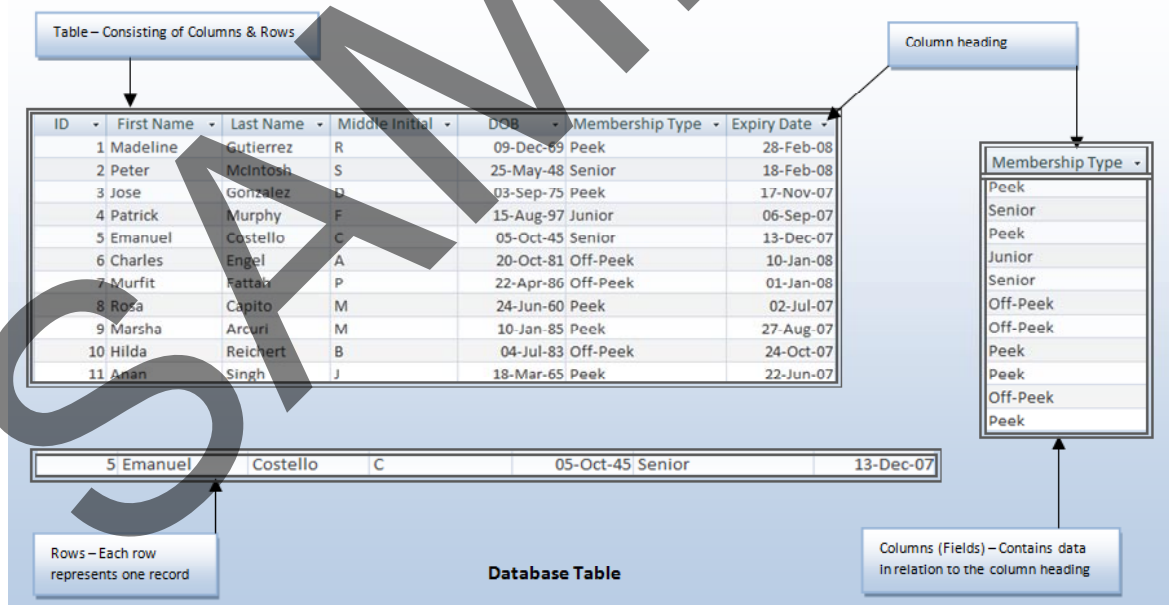 Table – Consisting of Columns & Rows
Column heading
ID First Name Last Name Middle Initial DOB Membership Type Expiry Date
1 Madeline Gutierrez R 09-Dec-69 Peek 28-Feb-08
2 Peter McIntosh S 25-May-48 Senior 18-Feb-08
3 Jose Gonzalez D 03-Sep-75 Peek 17-Nov-07
4 Patrick Murphy F 15-Aug-97 Junior 06-Sep-07
5 Emanuel Costello C 05-Oct-45 Senior 13-Dec-07
6 Charles Engel A 20-Oct-81 Off-Peek 10-Jan-08
7 Murfit Fattah P 22-Apr-86 Off-Peek 01-Jan-08
8 Rosa Capito M 24-Jun-60 Peek 02-Jul-07
9 Marsha Arcuri M 10-Jan-85 Peek 27-Aug-07
10 Hilda Reichert B 04-Jul-83 Off-Peek 24-Oct-07
11 Anan Singh J 18-Mar-65 Peek 22-Jun-07
Membership Type
Peek
Senior
Peek
Junior
Senior
Off-Peek
Off-Peek
Peek
Peek
Off-Peek
Peek
5 Emanuel Costello C 05-Oct-45 Senior 13-Dec-07
Rows – Each row
represents one record
Database Table
Columns (Fields) – Contains data
in relation to the column heading
SAM